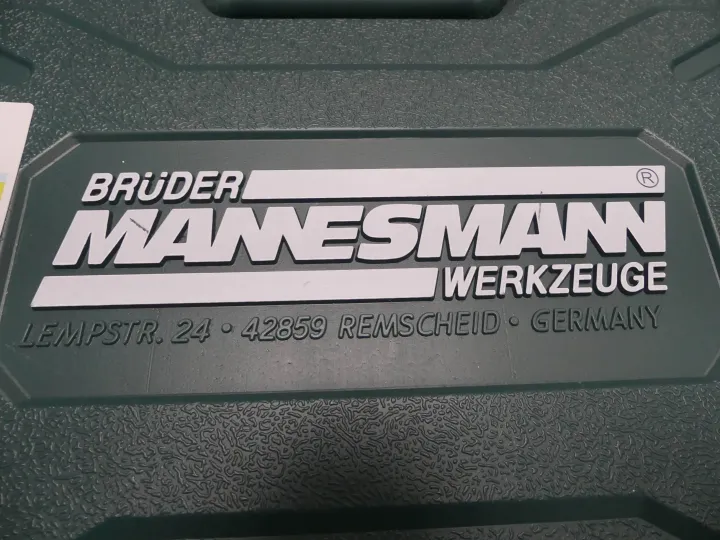 BRÜDER
®
MANNESMANN
WERKZEUGE
LEMPSTR. 24 • 42859 REMSCHEID • GERMANY